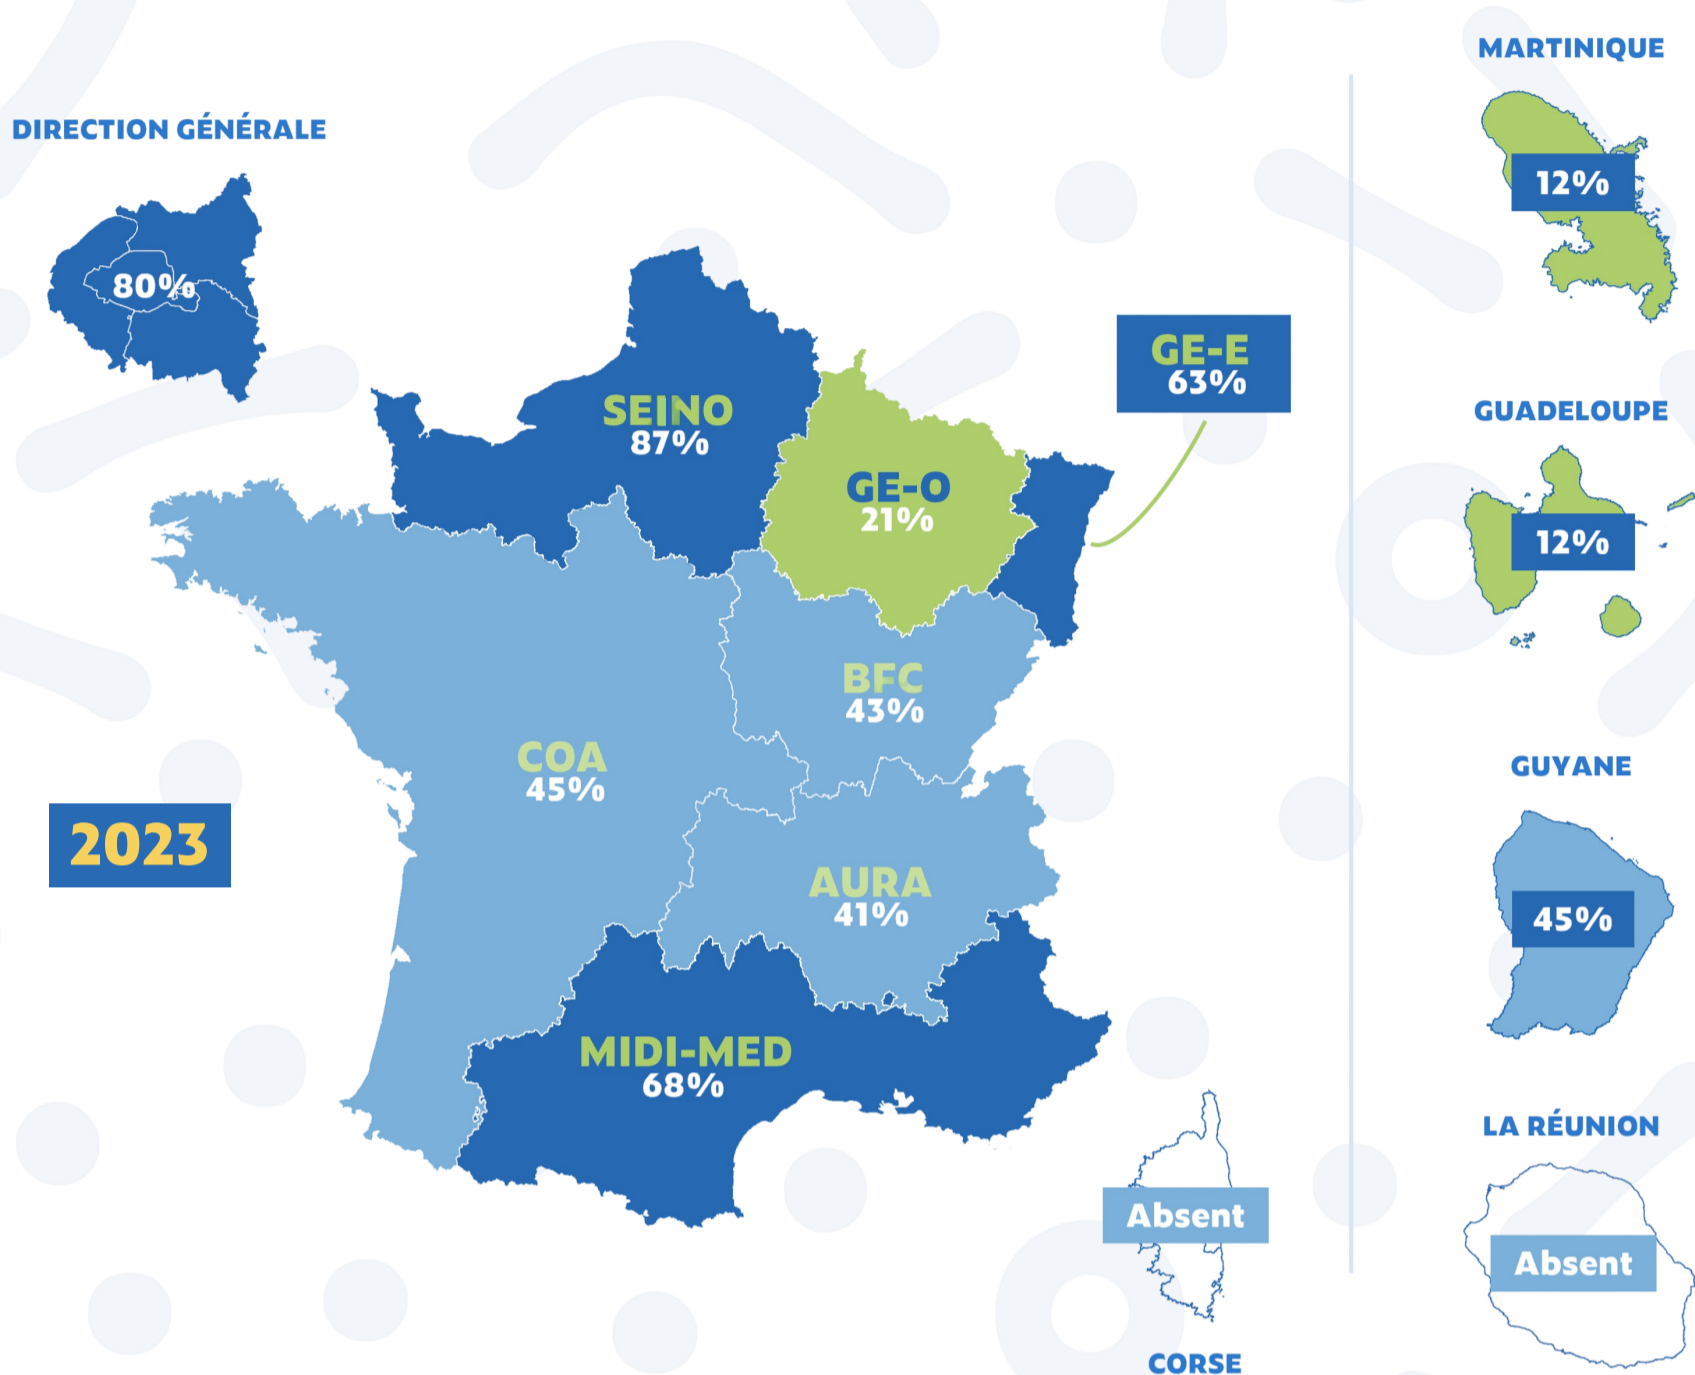 DIRECTION GÉNÉRALE
80%
SEINO
87%
GE-O
21%
GE-E
63%
BFC
43%
COA
45%
AURA
41%
MIDI-MED
68%
2023
Absent
CORSE
MARTINIQUE
12%
GUADELOUPE
12%
GUYANE
45%
LA RÉUNION
Absent